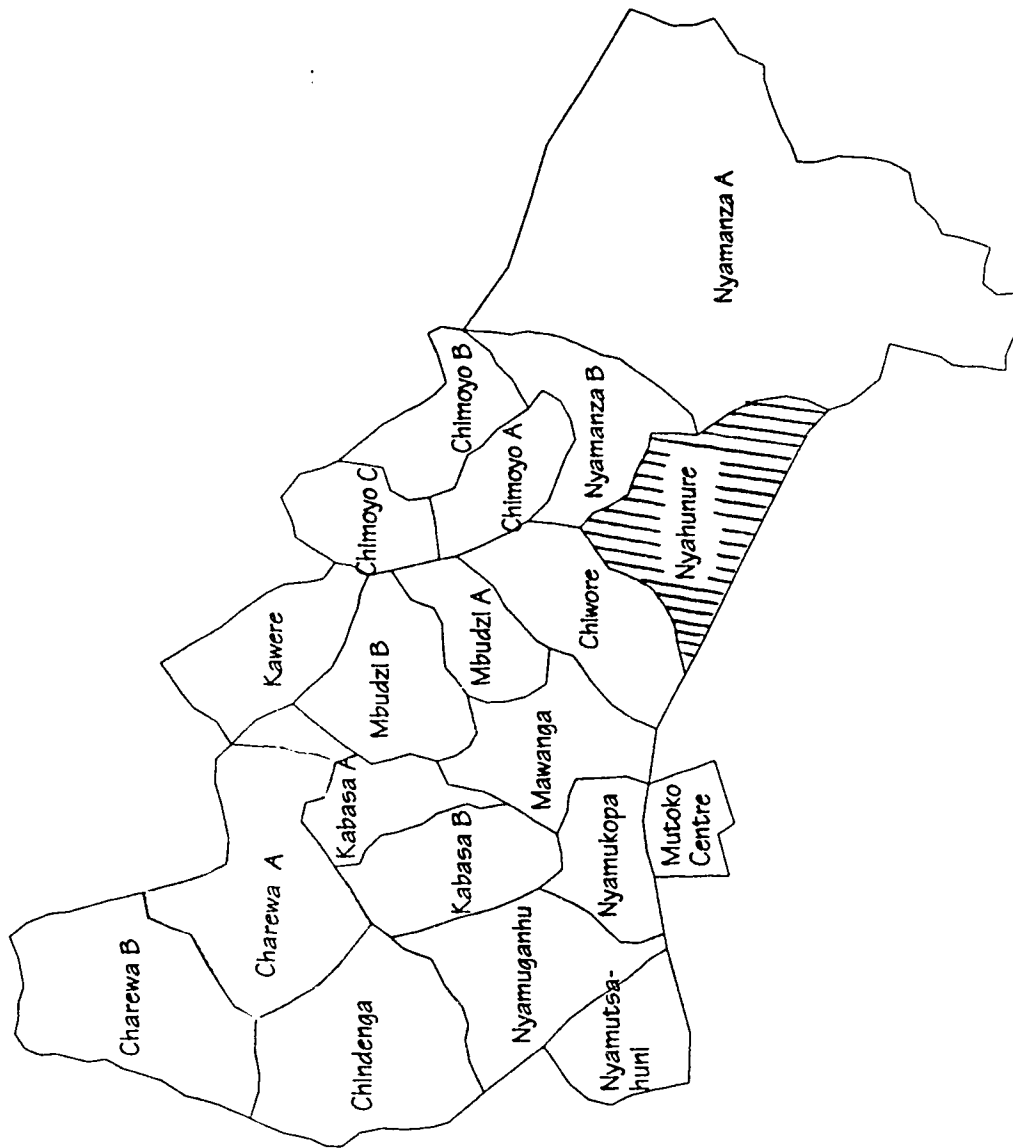 Charewa B
Charewa A
Chindenga
Kawere
Kabasa A
Kabasa B
Mbudzi B
Mbudzi A
Chimoyo C
Chimoyo B
Chimoyo A
Nyamanza A
Nyamanza B
Nyahunure
Chiwore
Mawanga
Nyamukopa
Nyamuganhu
Nyamutsa-
huni
Mutoko
Centre